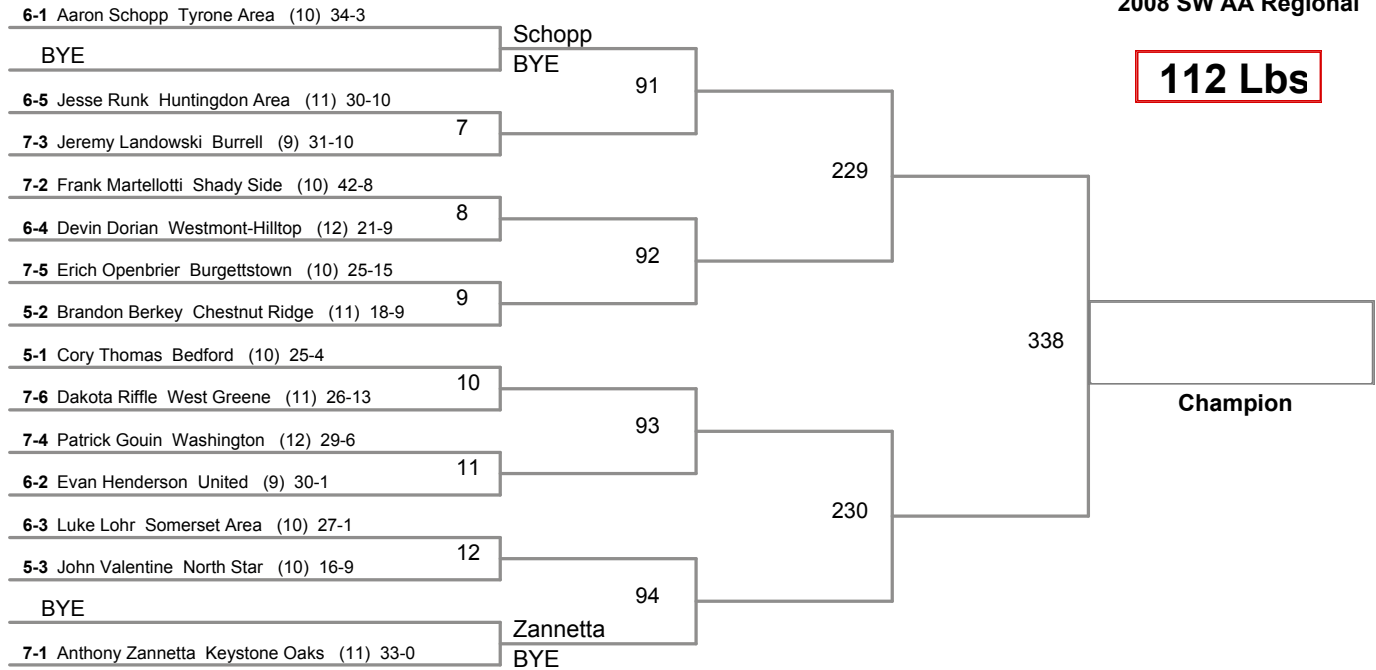 2008 SW AA Regional
112 Lbs
6-1 Aaron Schopp Tyrone Area (10) 34-3
BYE
Schopp
BYE
6-5 Jesse Runk Huntingdon Area (11) 30-10
7-3 Jeremy Landowski Burrell (9) 31-10
7
91
7-2 Frank Martellotti Shady Side (10) 42-8
6-4 Devin Dorian Westmont-Hilltop (12) 21-9
8
229
7-5 Erich Openbrier Burgettstown (10) 25-15
5-2 Brandon Berkey Chestnut Ridge (11) 18-9
9
92
5-1 Cory Thomas Bedford (10) 25-4
7-6 Dakota Riffle West Greene (11) 26-13
10
338
Champion
7-4 Patrick Gouin Washington (12) 29-6
6-2 Evan Henderson United (9) 30-1
11
93
6-3 Luke Lohr Somerset Area (10) 27-1
5-3 John Valentine North Star (10) 16-9
12
230
BYE
7-1 Anthony Zannetta Keystone Oaks (11) 33-0
94
Zannetta
BYE